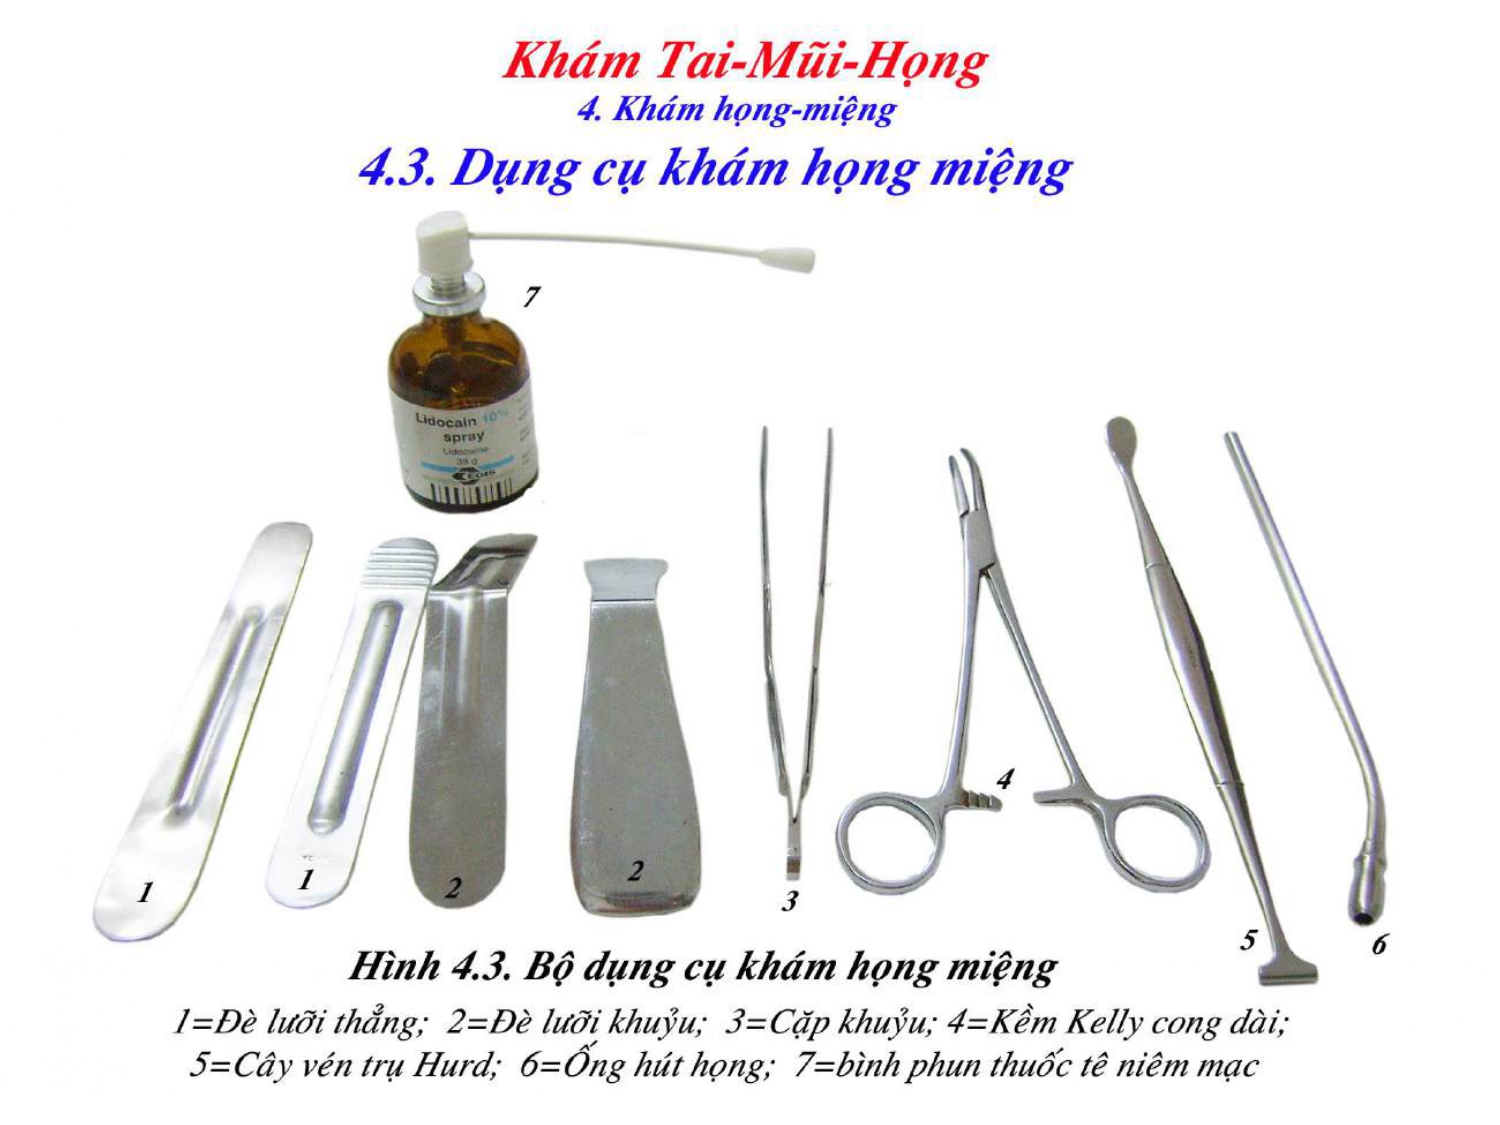 Khám Tai-Mũi-Họng
4. Khám họng-miệng
4.3. Dụng cụ khám họng miệng
7
Lidocain 10%
spray
Lidocaine
38 g
EGIS
4
1
1
2
2
3
5
6
Hình 4.3. Bộ dụng cụ khám họng miệng
1=Đè lưỡi thẳng; 2=Đè lưỡi khuỷu; 3=Cặp khuỷu; 4=Kềm Kelly cong dài;
5=Cây vén trụ Hurd; 6=Ống hút họng; 7=bình phun thuốc tê niêm mạc